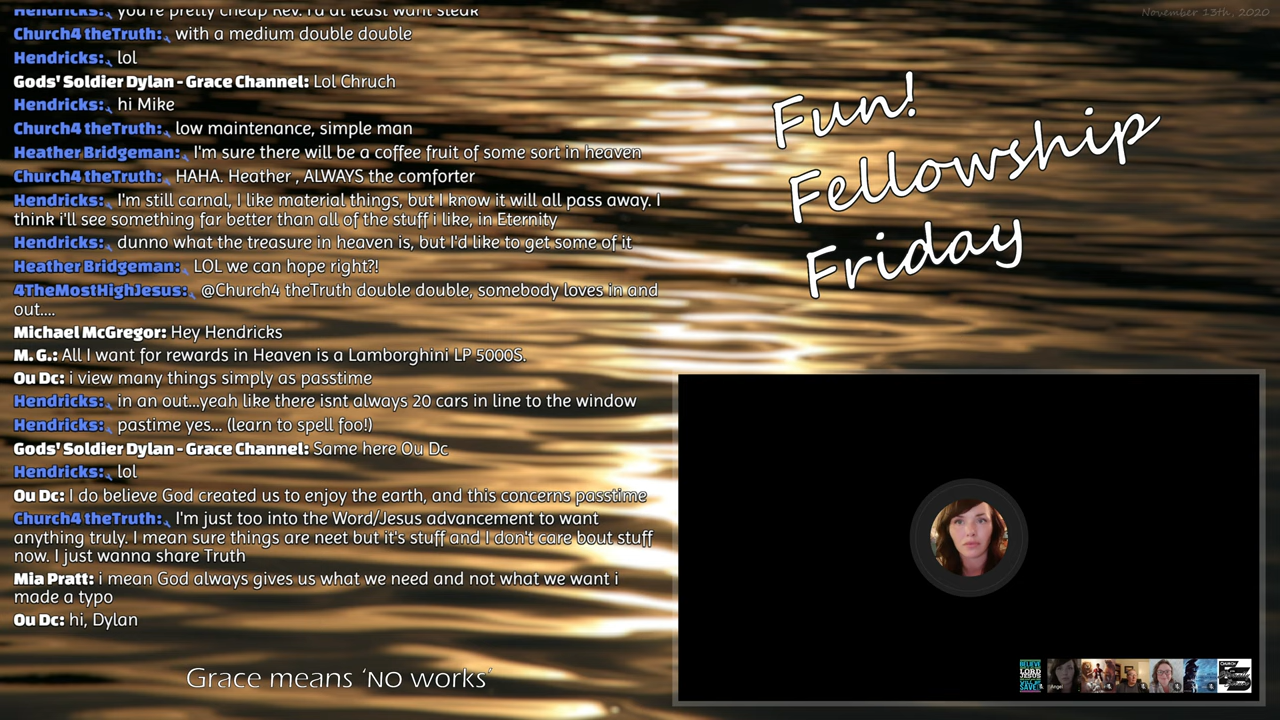 Hendricks: you're pretty cheap Rev. I'd at least want steak
November 13th, 2020
Church4 theTruth: with a medium double double
Hendricks: lol
Gods' Soldier Dylan - Grace Channel: Lol Chruch
Hendricks: hi Mike
Church4 theTruth: low maintenance, simple man
Heather Bridgeman: I'm sure there will be a coffee fruit of some sort in heaven
Church4 theTruth: HAHA. Heather , ALWAYS the comforter
Hendricks: I'm still carnal, I like material things, but I know it will all pass away. I
think i'll see something far better than all of the stuff i like, in Eternity
Hendricks: dunno what the treasure in heaven is, but I'd like to get some of it
Heather Bridgeman: LOL we can hope right?!
4TheMostHighJesus: @Church4 theTruth double double, somebody loves in and
out....
Michael McGregor: Hey Hendricks
M. G.: All I want for rewards in Heaven is a Lamborghini LP 5000S.
Ou Dc: i view many things simply as passtime
Hendricks: in an out...yeah like there isnt always 20 cars in line to the window
Hendricks: pastime yes... (learn to spell foo!)
Gods' Soldier Dylan - Grace Channel: Same here Ou Dc
Hendricks: lol
Ou Dc: I do believe God created us to enjoy the earth, and this concerns passtime
Church4 theTruth: I'm just too into the Word/Jesus advancement to want
anything truly. I mean sure things are neet but it's stuff and I don't care bout stuff
now. I just wanna share Truth
Mia Pratt: i mean God always gives us what we need and not what we want i
made a typo
Ou Dc: hi, Dylan
Grace means ‘NO works’
Fun!
Fellowship
Friday
BELIEVE
LORD
JESUS
SAVE
Angel
CHURCH